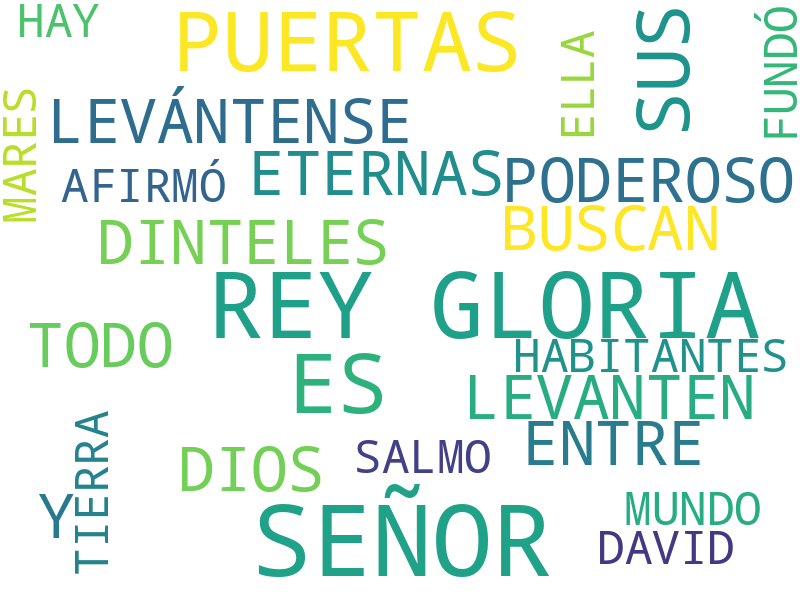 HAY
PUERTAS
ELLA
SUS
FUNDÓ
MARES
LEVÁNTENSE
AFIRMÓ
ETERNAS
PODEROSO
DINTELES
BUSCAN
REY GLORIA
TODO
ES
HABITANTES
LEVANTEN
TIERRA
DIOS
SALMO
ENTRE
Y
SEÑOR
MUNDO
DAVID